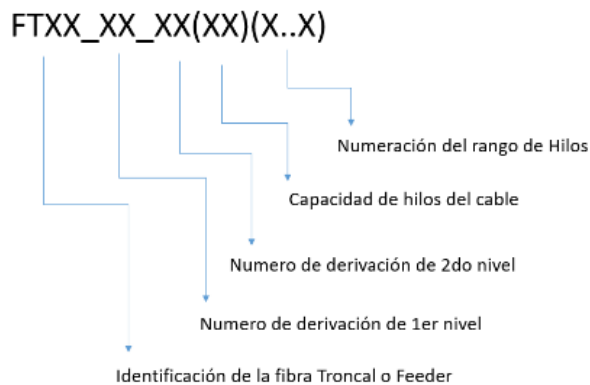 FTXX_XX_XX(XX)(X..X)
Numeración del rango de Hilos
Capacidad de hilos del cable
Numero de derivación de 2do nivel
Numero de derivación de 1er nivel
Identificación de la fibra Troncal o Feeder